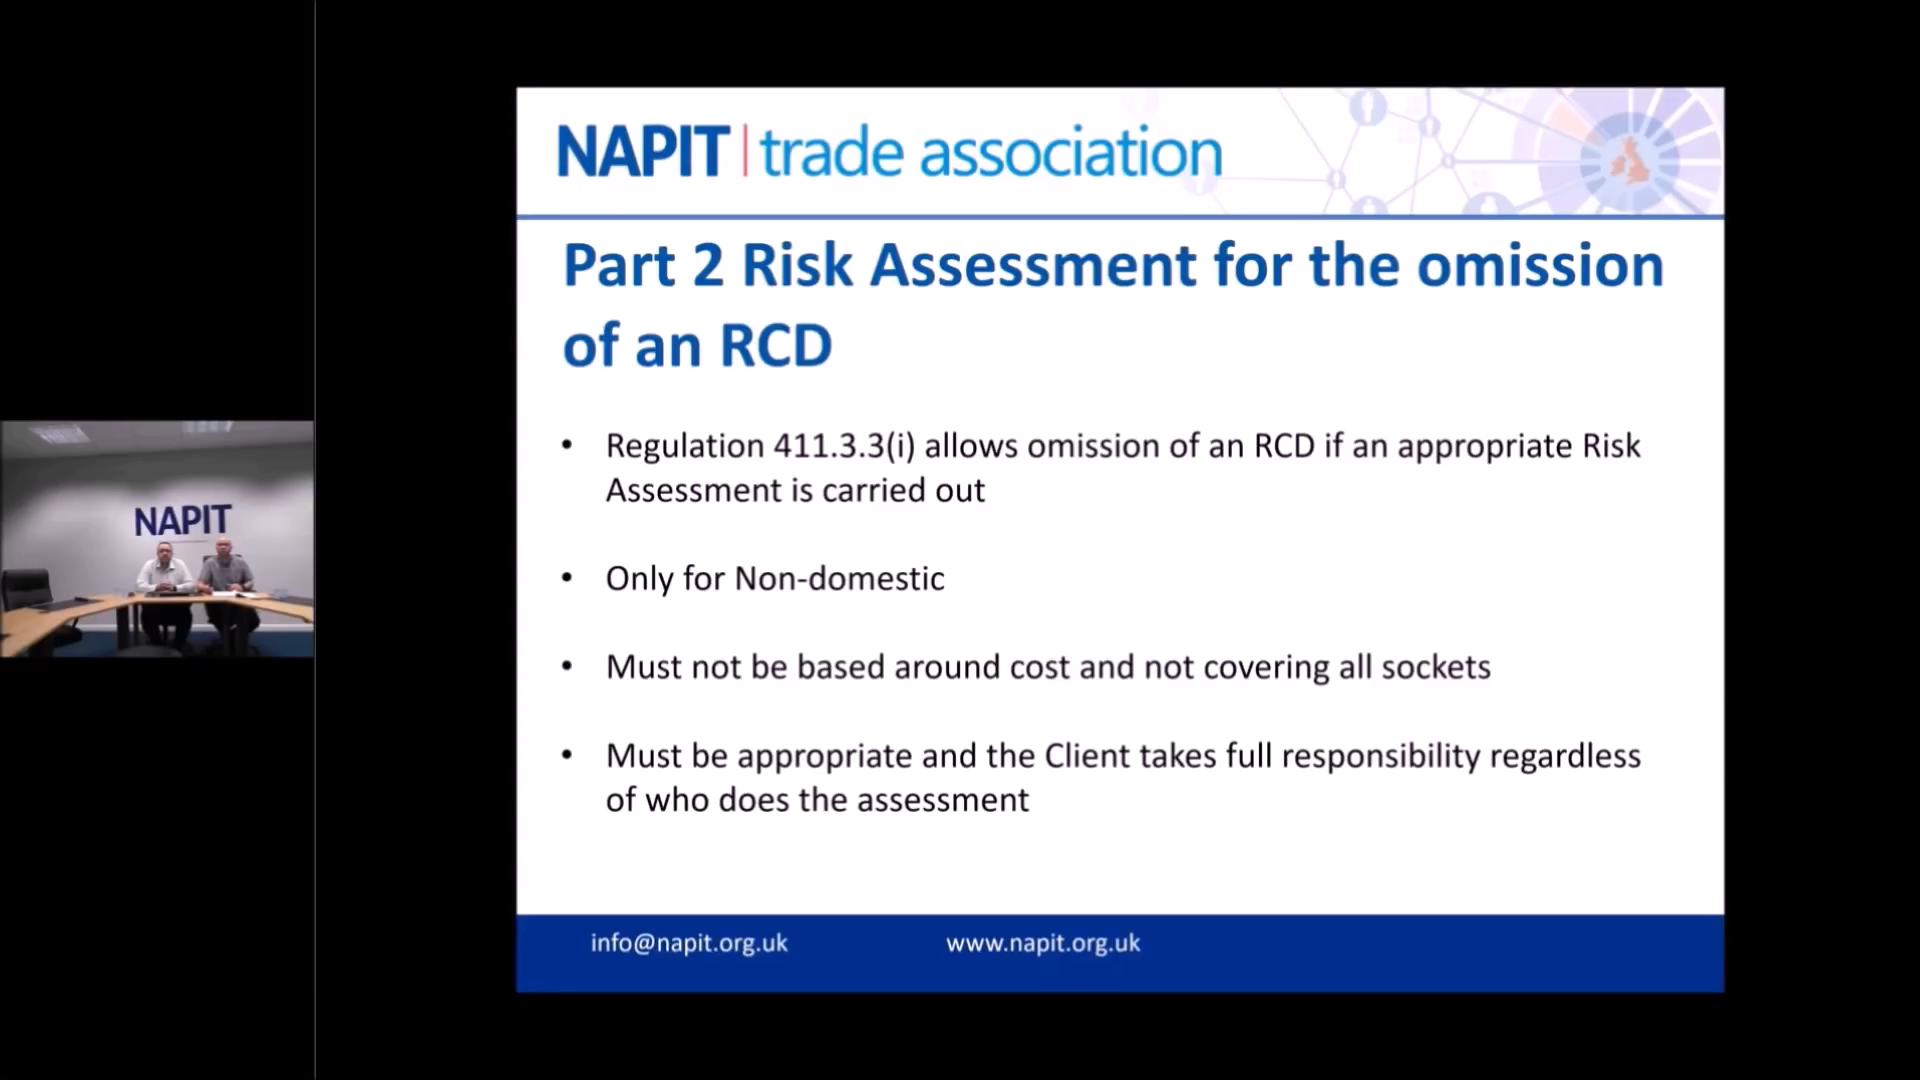 NAPIT | trade association
Part 2 Risk Assessment for the omission
of an RCD
• Regulation 411.3.3(i) allows omission of an RCD if an appropriate Risk
Assessment is carried out
• Only for Non-domestic
• Must not be based around cost and not covering all sockets
• Must be appropriate and the Client takes full responsibility regardless
of who does the assessment
info@napit.org.uk www.napit.org.uk
NAPIT